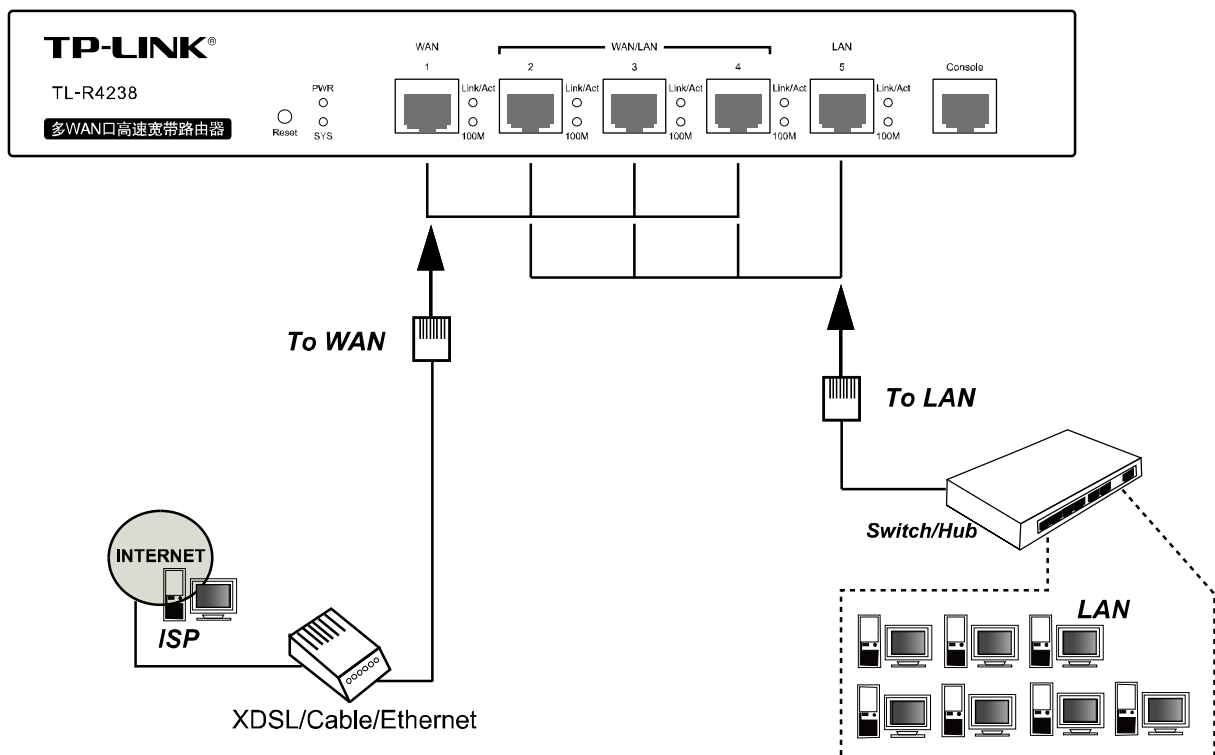 TP-LINK®
TL-R4238
多WAN口高速宽带路由器
Reset
PWR
SYS
WAN
WAN/LAN
LAN
1
2
3
4
5
Console
Link/Act
100M
Link/Act
100M
Link/Act
100M
Link/Act
100M
Link/Act
100M
To WAN
To LAN
Switch/Hub
INTERNET
ISP
LAN
XDSL/Cable/Ethernet